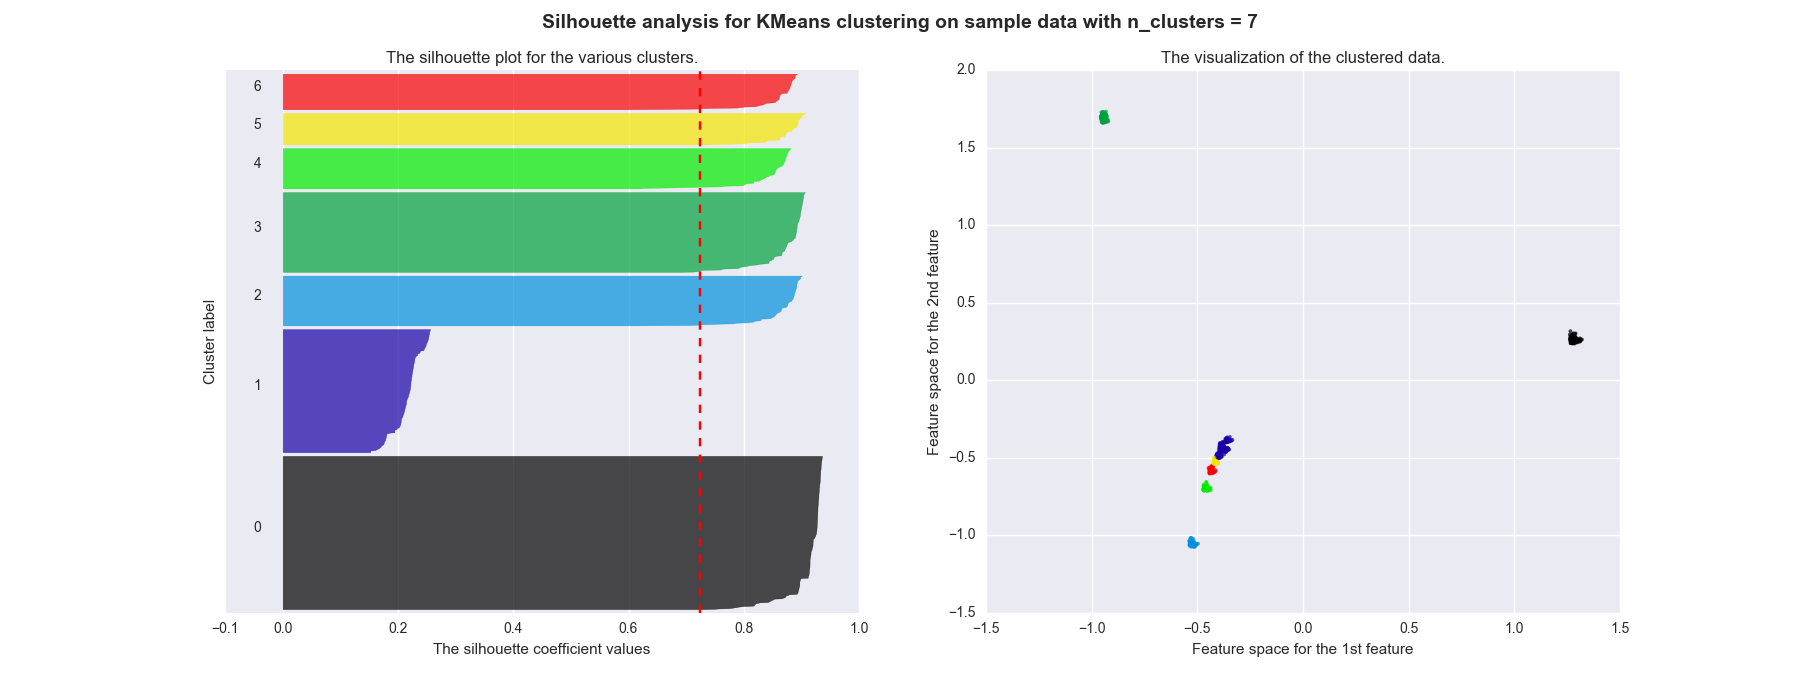 Silhouette analysis for KMeans clustering on sample data with n_clusters = 7
The silhouette plot for the various clusters.
6
5
4
3
2
1
0
Cluster label
−0.1 0.0 0.2 0.4 0.6 0.8 1.0
The silhouette coefficient values
The visualization of the clustered data.
2.0
1.5
1.0
0.5
0.0
−0.5
−1.0
−1.5
Feature space for the 2nd feature
−1.5 −1.0 −0.5 0.0 0.5 1.0 1.5
Feature space for the 1st feature